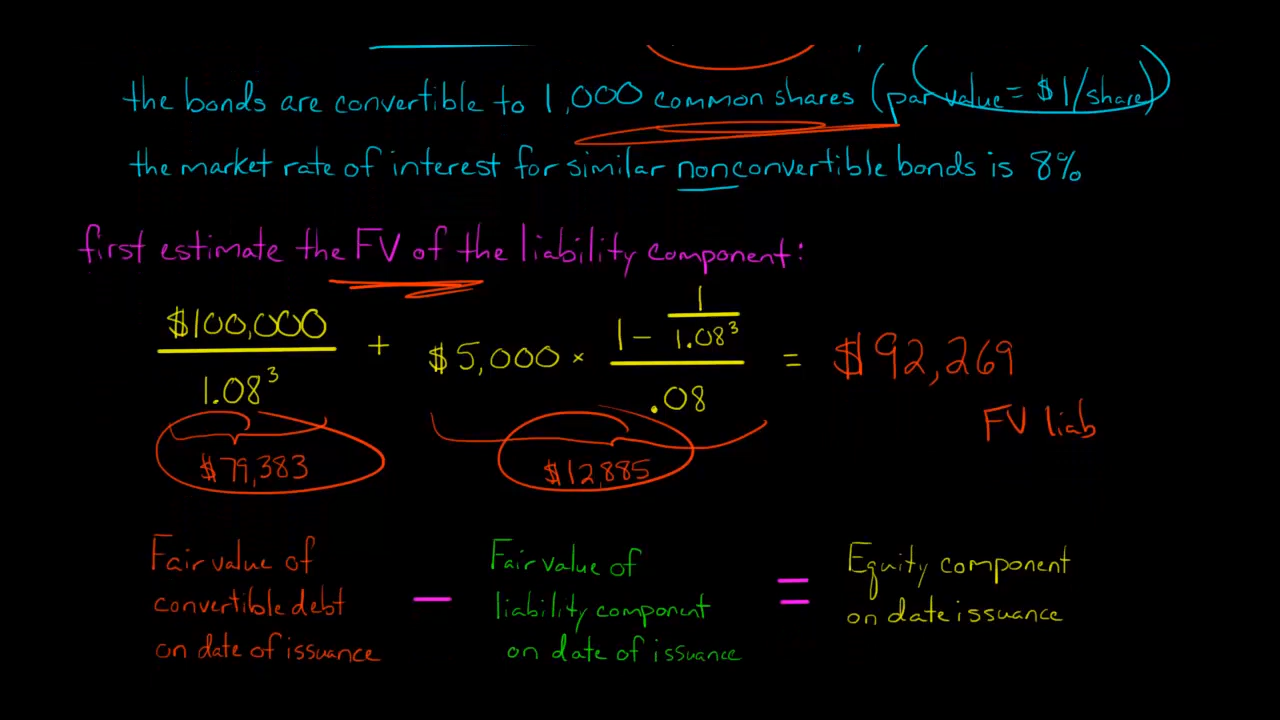 the bonds are convertible to 1,000 common shares (par value = $1/share)
the market rate of interest for similar nonconvertible bonds is 8%
first estimate the FV of the liability component:
$100,000 / 1.08³ + $5,000 × (1 - 1/1.08³) / .08 = $92,269
FV liab
$79,383 $12,885
Fair value of
convertible debt
on date of issuance
-
Fair value of
liability component
on date of issuance
=
Equity component
on date issuance